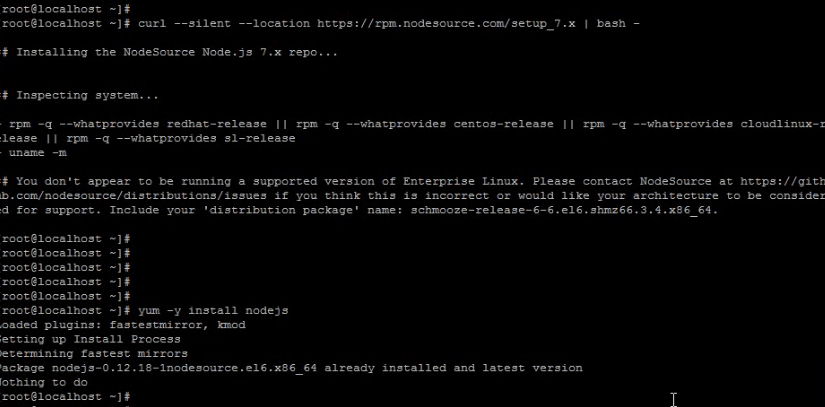 [root@localhost ~]#
[root@localhost ~]# curl --silent --location https://rpm.nodesource.com/setup_7.x | bash -
## Installing the NodeSource Node.js 7.x repo...
## Inspecting system...
+ rpm -q --whatprovides redhat-release || rpm -q --whatprovides centos-release || rpm -q --whatprovides cloudlinux-r
elease || rpm -q --whatprovides sl-release
+ uname -m
## You don't appear to be running a supported version of Enterprise Linux. Please contact NodeSource at https://gith
ub.com/nodesource/distributions/issues if you think this is incorrect or would like your architecture to be consider
ed for support. Include your 'distribution package' name: schmooze-release-6-6.el6.shmz66.3.4.x86_64.
[root@localhost ~]#
[root@localhost ~]#
[root@localhost ~]#
[root@localhost ~]#
[root@localhost ~]#
[root@localhost ~]# yum -y install nodejs
Loaded plugins: fastestmirror, kmod
Setting up Install Process
Determining fastest mirrors
Package nodejs-0.12.18-1nodesource.el6.x86_64 already installed and latest version
Nothing to do
[root@localhost ~]#